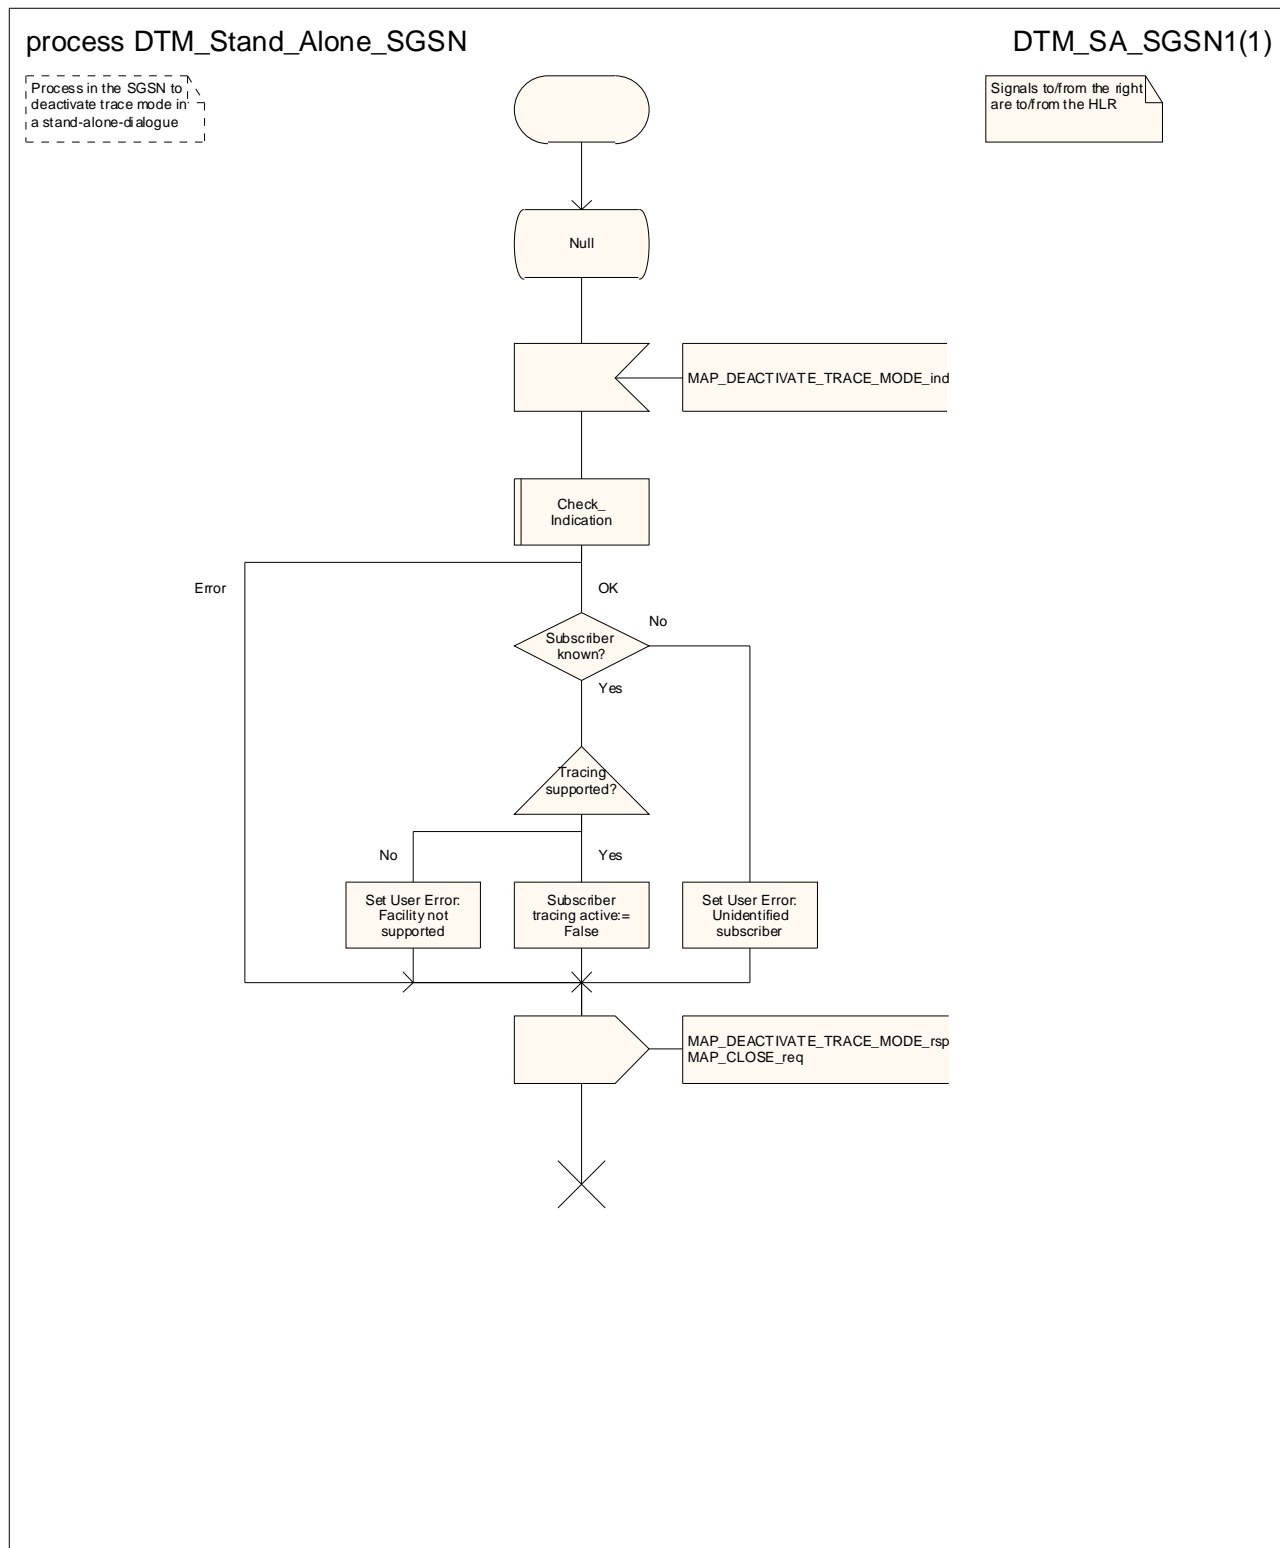 process DTM_Stand_Alone_SGSN
DTM_SA_SGSN1(1)
Process in the SGSN to
deactivate trace mode in
a stand-alone-dialogue
Signals to/from the right
are to/from the HLR
Null
MAP_DEACTIVATE_TRACE_MODE_ind
Check_
Indication
Error
OK
No
Subscriber
known?
Yes
Tracing
supported?
No
Yes
Set User Error:
Facility not
supported
Subscriber
tracing active:=
False
Set User Error:
Unidentified
subscriber
MAP_DEACTIVATE_TRACE_MODE_rsp
MAP_CLOSE_req